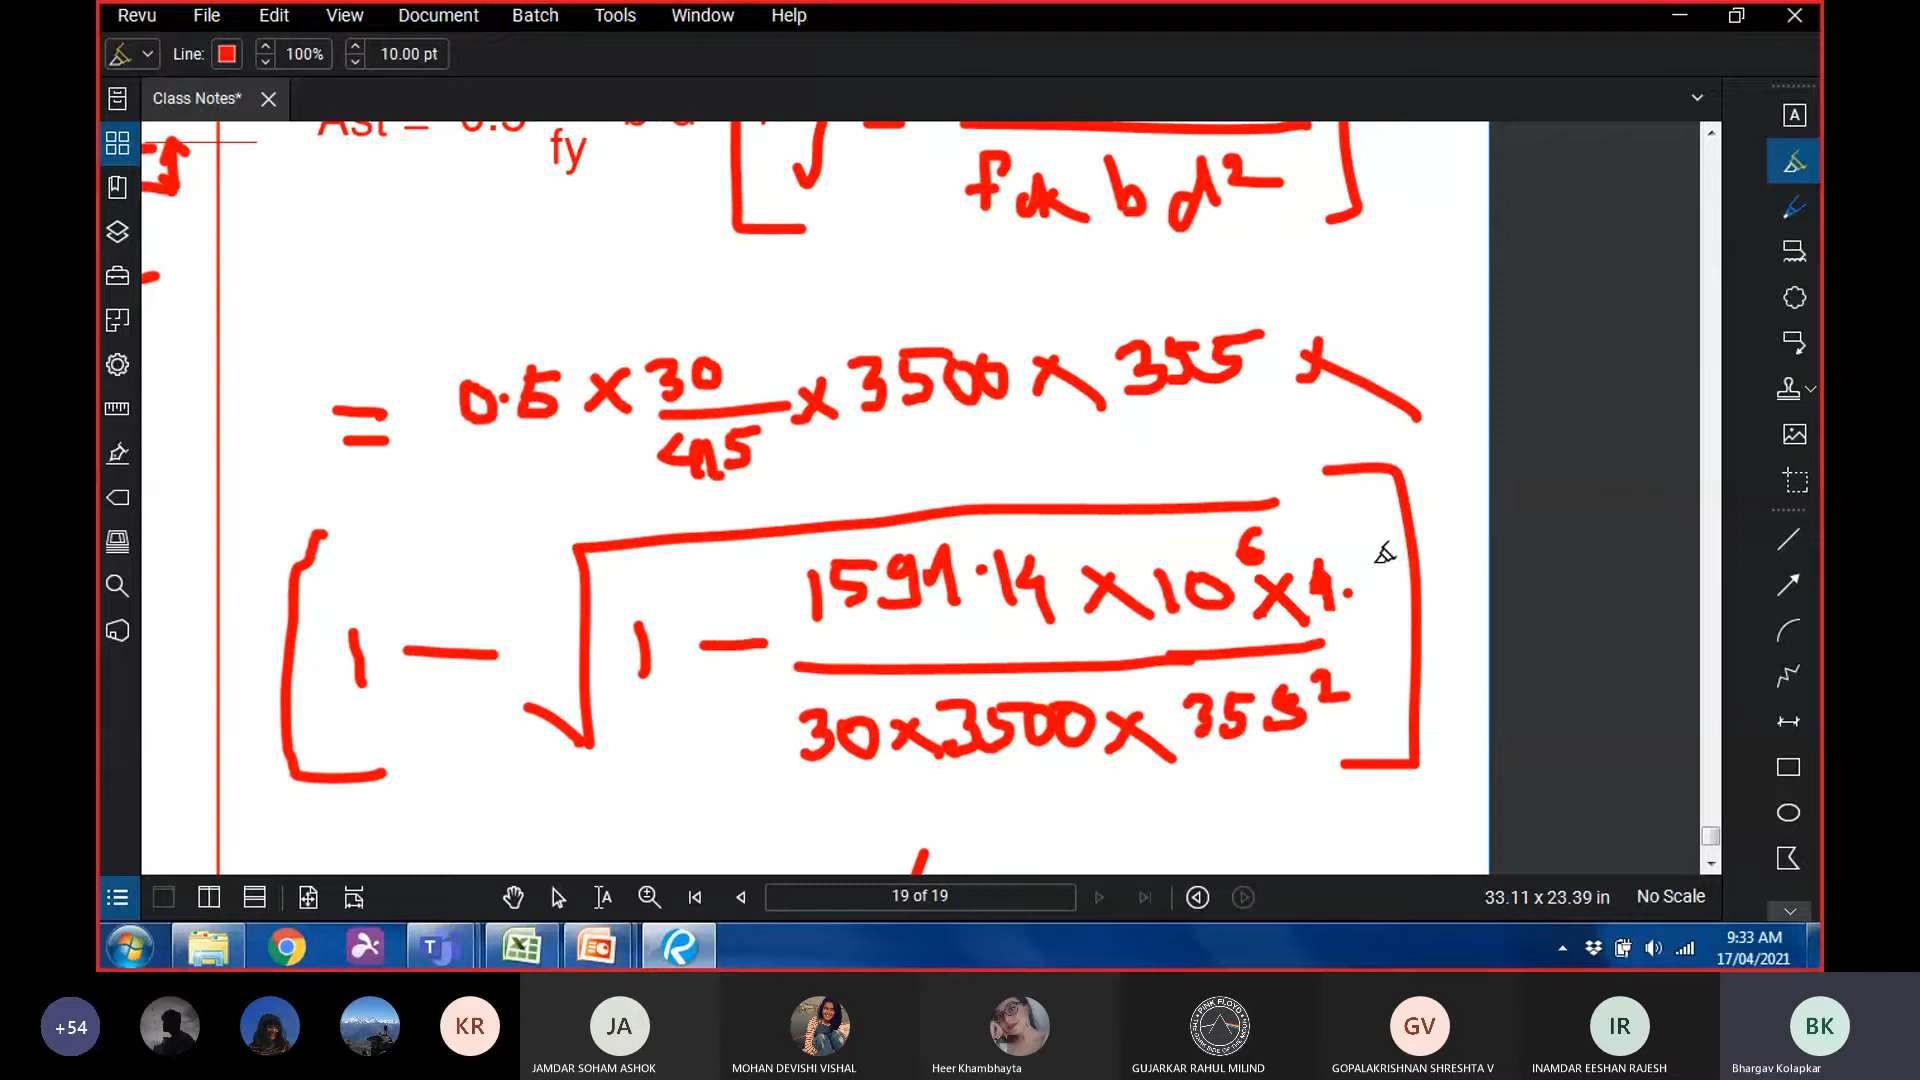 Revu File Edit View Document Batch Tools Window Help
Line: 100% 10.00 pt
Class Notes*
Ast = 0.5
fy
fck b d²
= 0.5 × 30/415 × 3500 × 355 ×
[ 1 - √ 1 - 1591.14 × 10⁶ × 4.
30 × 3500 × 355² ]
19 of 19
33.11 x 23.39 in No Scale
9:33 AM
17/04/2021
+54
KR
JA
GV
IR
BK
JAMDAR SOHAM ASHOK
MOHAN DEVISHI VISHAL
Heer Khambhayta
GUJARKAR RAHUL MILIND
GOPALAKRISHNAN SHRESHTA V
INAMDAR EESHAN RAJESH
Bhargav Kolapkar